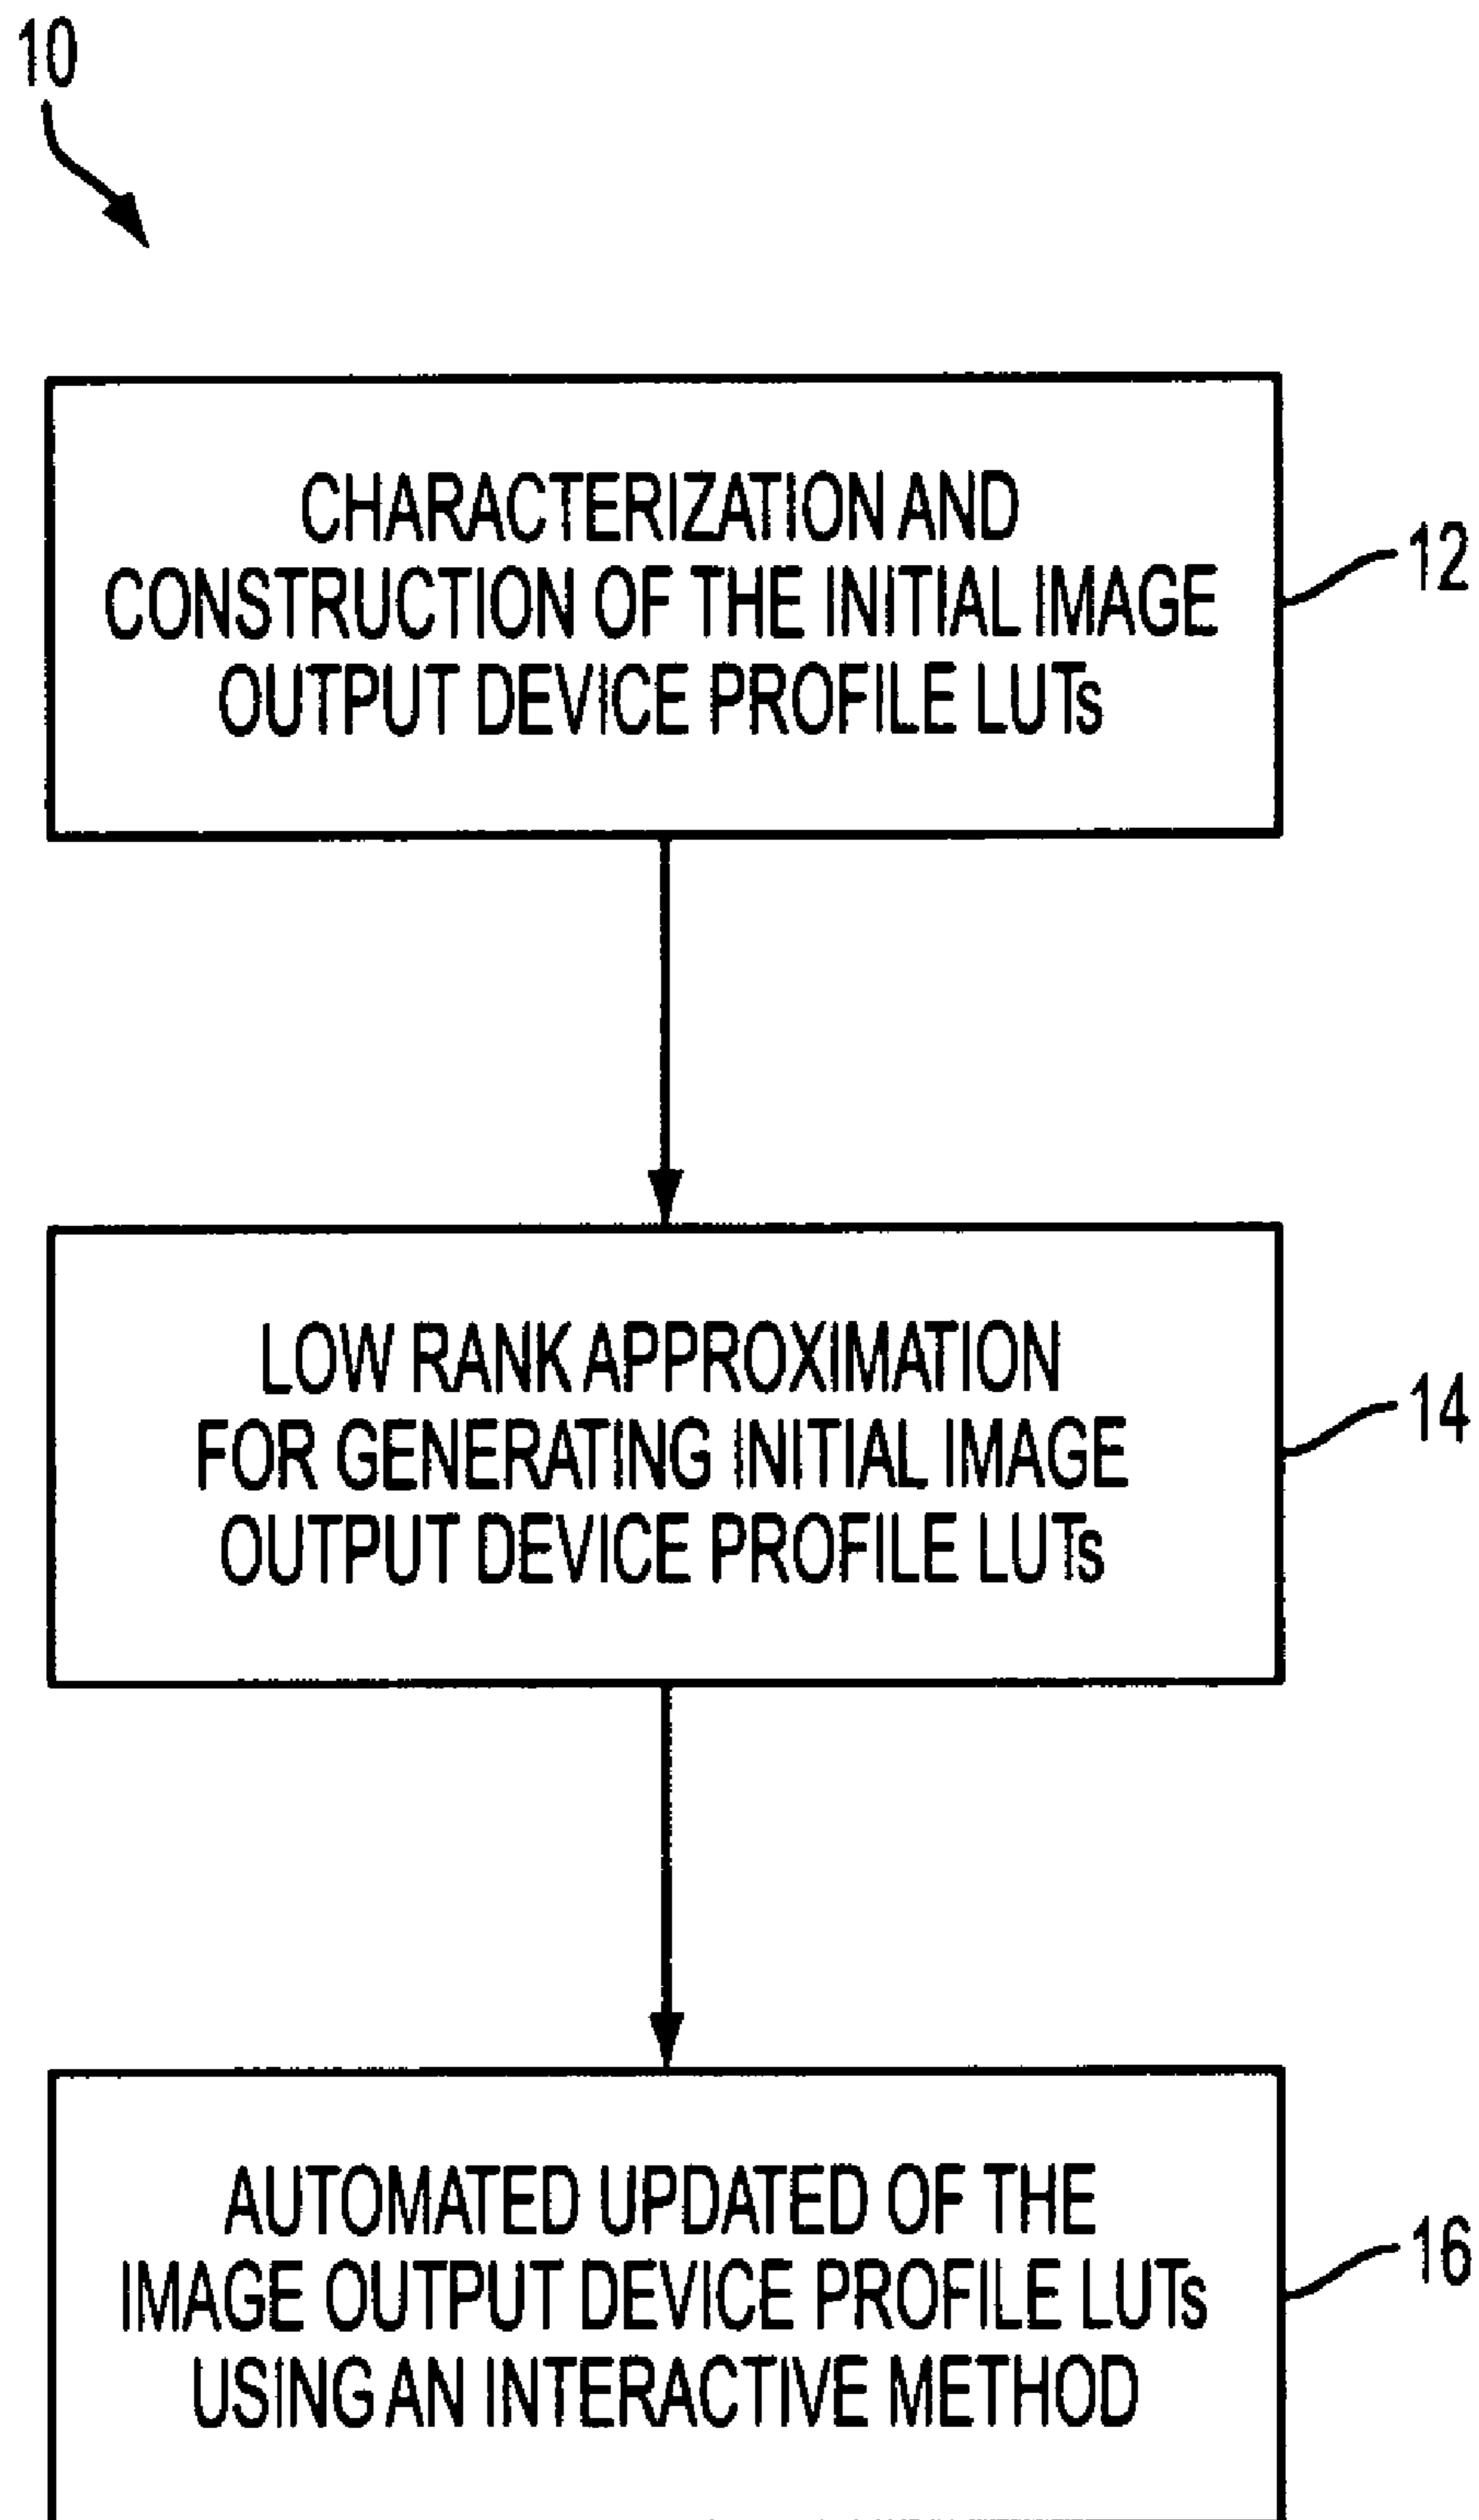 10
CHARACTERIZATION AND
CONSTRUCTION OF THE INITIAL IMAGE
OUTPUT DEVICE PROFILE LUTs
12
LOW RANK APPROXIMATION
FOR GENERATING INITIAL IMAGE
OUTPUT DEVICE PROFILE LUTs
14
AUTOMATED UPDATED OF THE
IMAGE OUTPUT DEVICE PROFILE LUTs
USING AN INTERACTIVE METHOD
16